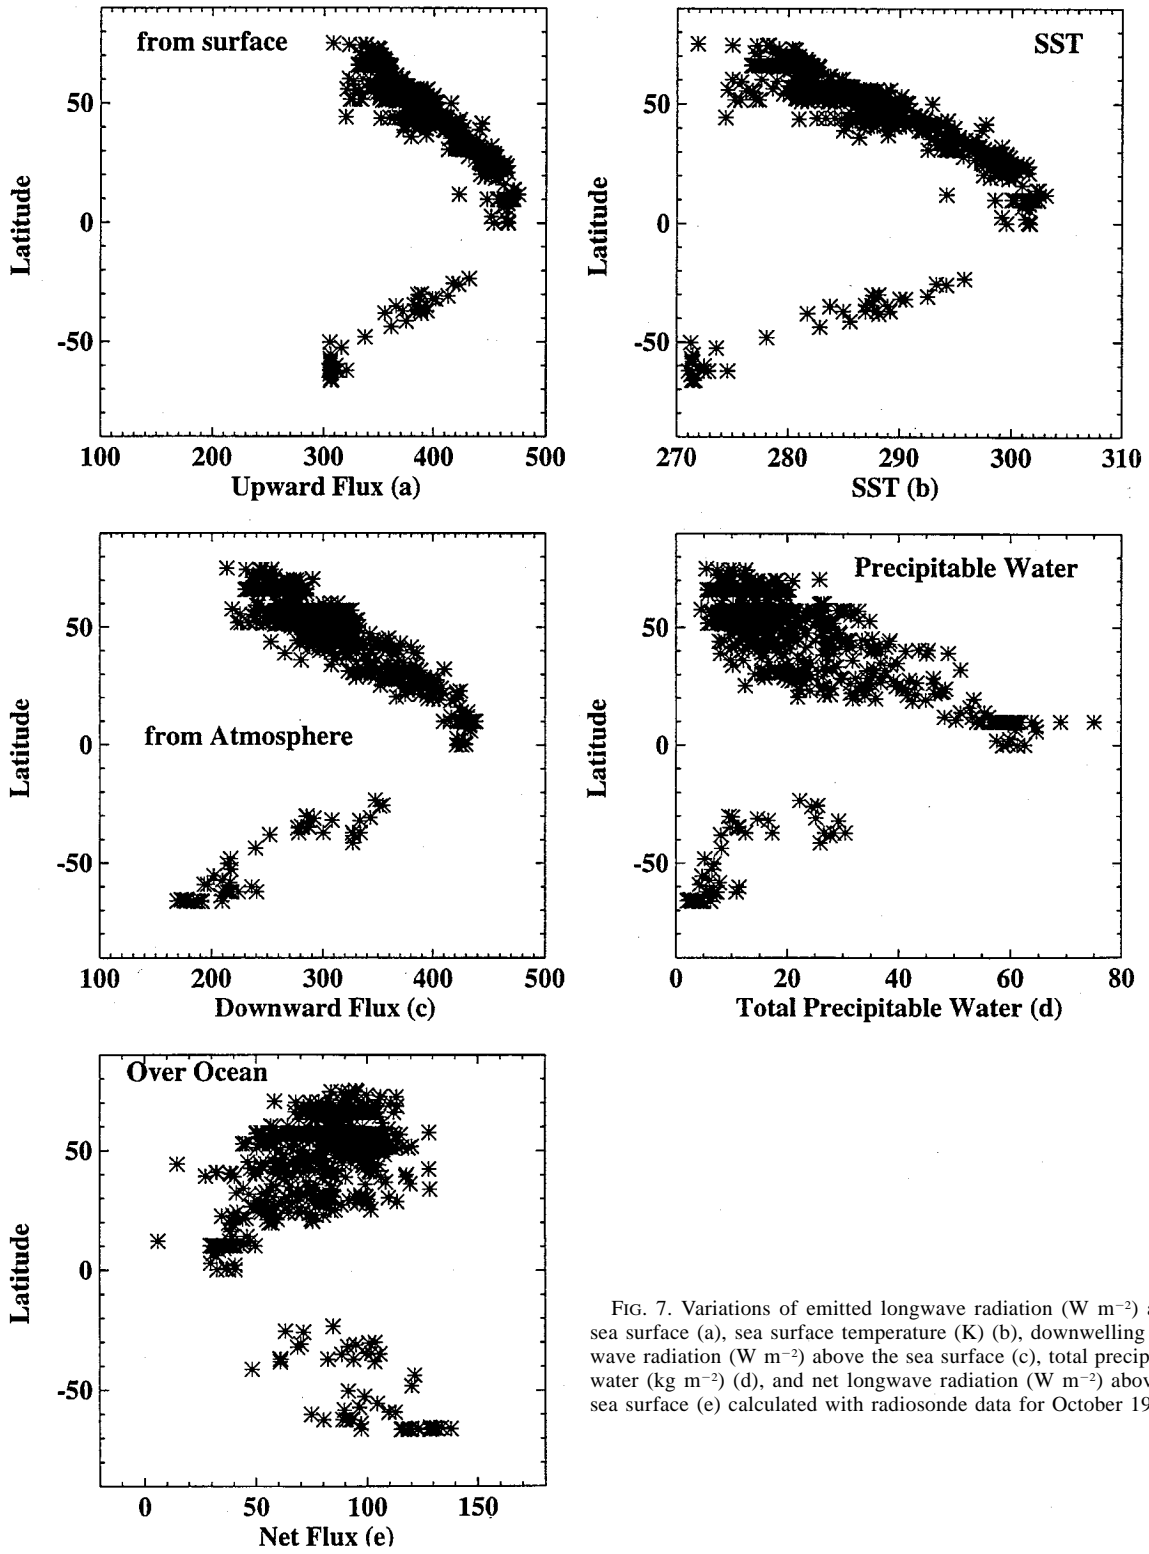 from surface
50
0
-50
Latitude
100 200 300 400 500
Upward Flux (a)
SST
50
0
-50
Latitude
270 280 290 300 310
SST (b)
from Atmosphere
50
0
-50
Latitude
100 200 300 400 500
Downward Flux (c)
Precipitable Water
50
0
-50
Latitude
0 20 40 60 80
Total Precipitable Water (d)
Over Ocean
50
0
-50
Latitude
0 50 100 150
Net Flux (e)
FIG. 7. Variations of emitted longwave radiation (W m⁻²) a
sea surface (a), sea surface temperature (K) (b), downwelling
wave radiation (W m⁻²) above the sea surface (c), total precip
water (kg m⁻²) (d), and net longwave radiation (W m⁻²) abov
sea surface (e) calculated with radiosonde data for October 19